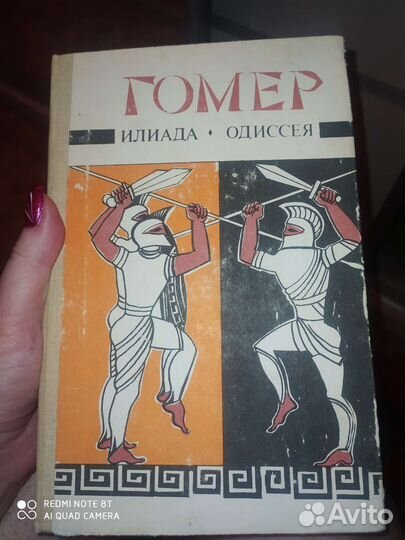 ГОМЕР
ИЛИАДА • ОДИССЕЯ
REDMI NOTE 8T
AI QUAD CAMERA
Avito